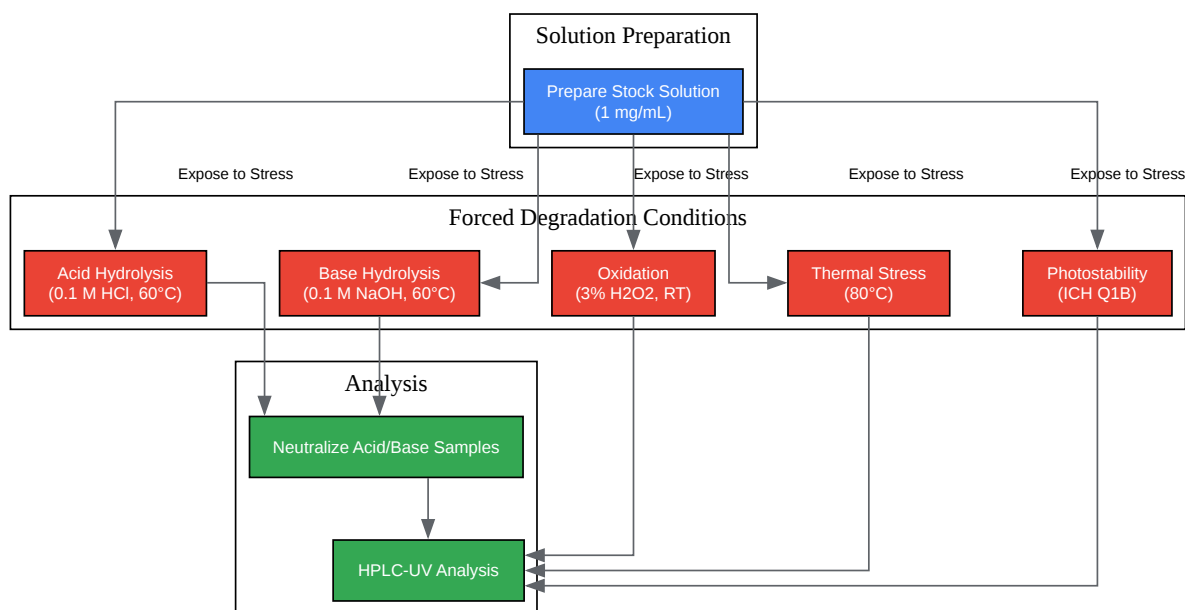 Solution Preparation
Prepare Stock Solution
(1 mg/mL)
Expose to Stress
Expose to Stress
Expose to Stress
Expose to Stress
Expose to Stress
Forced Degradation Conditions
Acid Hydrolysis
(0.1 M HCl, 60°C)
Base Hydrolysis
(0.1 M NaOH, 60°C)
Oxidation
(3% H2O2, RT)
Thermal Stress
(80°C)
Photostability
(ICH Q1B)
Analysis
Neutralize Acid/Base Samples
HPLC-UV Analysis